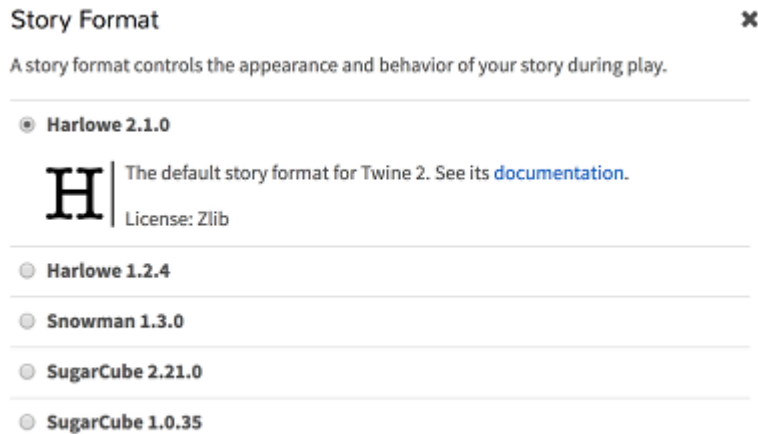 Story Format
A story format controls the appearance and behavior of your story during play.
Harlowe 2.1.0
H
The default story format for Twine 2. See its documentation.
License: Zlib
Harlowe 1.2.4
Snowman 1.3.0
SugarCube 2.21.0
SugarCube 1.0.35